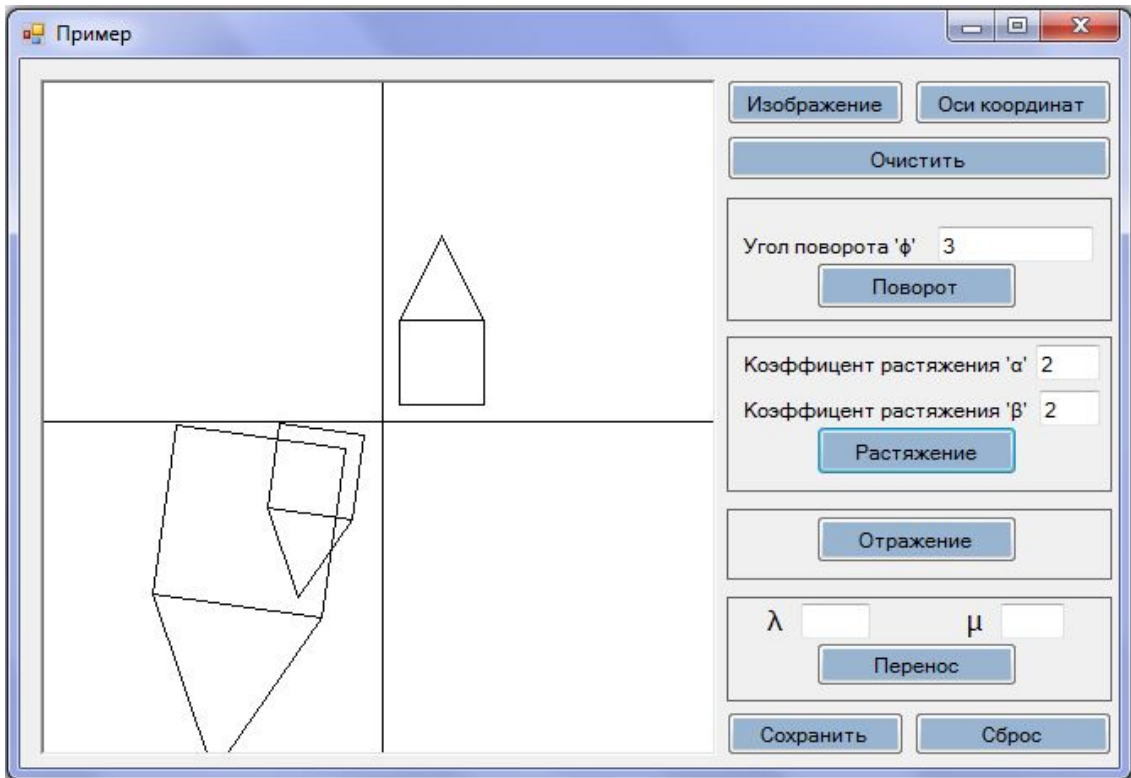 Пример
Изображение
Оси координат
Очистить
Угол поворота 'ϕ' 3
Поворот
Коэффицент растяжения 'α' 2
Коэффицент растяжения 'β' 2
Растяжение
Отражение
λ μ
Перенос
Сохранить
Сброс